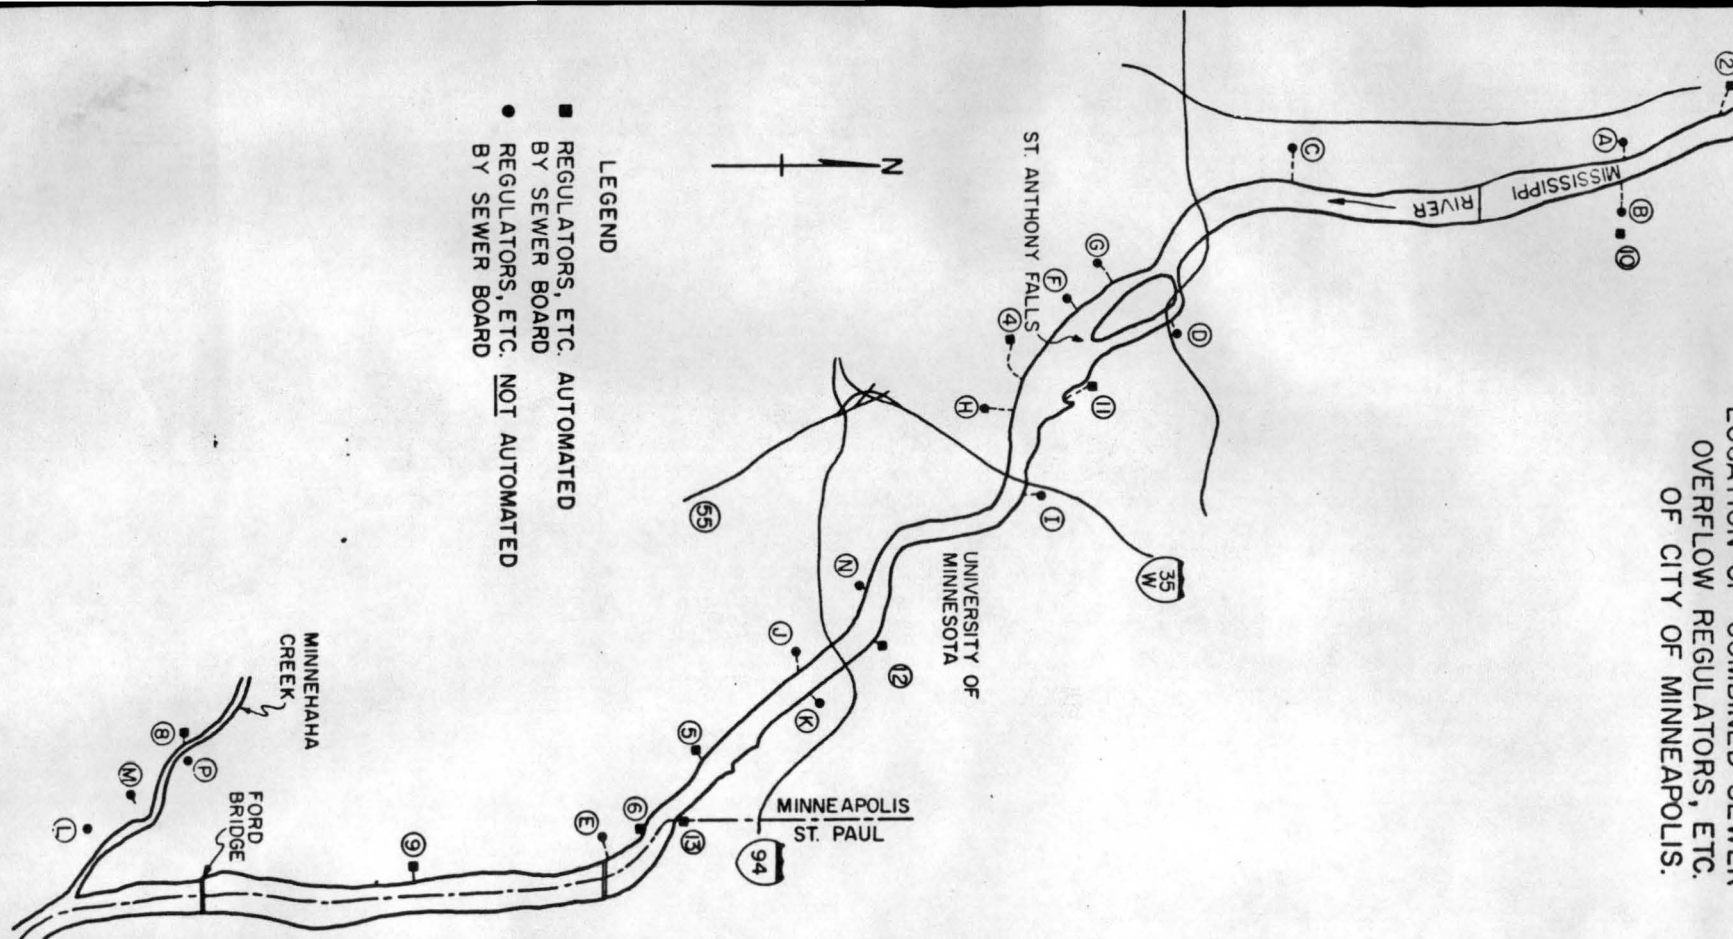 OVERFLOW REGULATORS, ETC.
OF CITY OF MINNEAPOLIS.
2
A
MISSISSIPPI
RIVER
B
10
C
G
F
4
D
ST. ANTHONY FALLS
11
H
I
35
W
N
LEGEND
■ REGULATORS, ETC. AUTOMATED
BY SEWER BOARD
● REGULATORS, ETC. NOT AUTOMATED
BY SEWER BOARD
55
UNIVERSITY OF
MINNESOTA
N
J
12
K
5
6
MINNEAPOLIS
ST. PAUL
13
94
E
9
MINNEHAHA
CREEK
8
P
M
L
FORD
BRIDGE